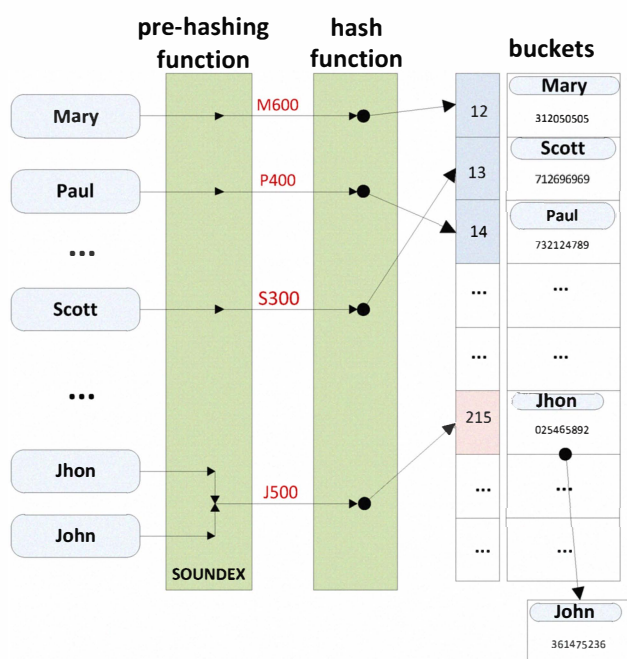 pre-hashing
function
hash
function
buckets
Mary
M600
12
Mary
312050505
Scott
712696969
13
Paul
P400
14
Paul
732124789
...
...
...
Scott
S300
...
...
...
215
Jhon
025465892
Jhon
J500
...
...
John
...
...
SOUNDEX
John
361475236